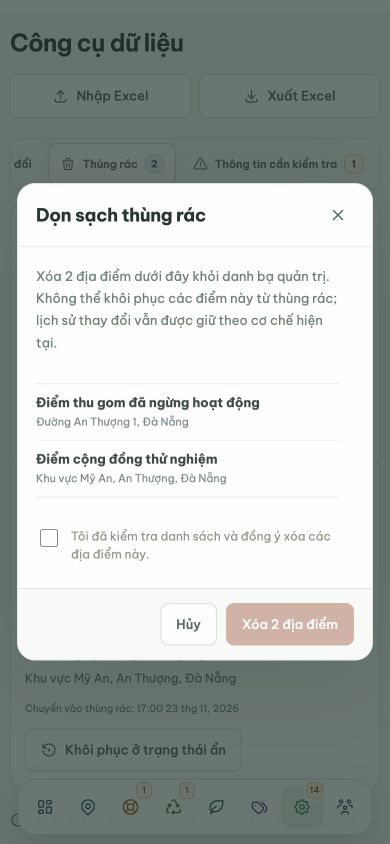 Công cụ dữ liệu
Nhập Excel
Xuất Excel
đổi
Thùng rác 2
Thông tin cần kiểm tra 1
Dọn sạch thùng rác
Xóa 2 địa điểm dưới đây khỏi danh bạ quản trị.
Không thể khôi phục các điểm này từ thùng rác;
lịch sử thay đổi vẫn được giữ theo cơ chế hiện
tại.
Điểm thu gom đã ngừng hoạt động
Đường An Thượng 1, Đà Nẵng
Điểm cộng đồng thử nghiệm
Khu vực Mỹ An, An Thượng, Đà Nẵng
Tôi đã kiểm tra danh sách và đồng ý xóa các
địa điểm này.
Hủy
Xóa 2 địa điểm
Khu vực Mỹ An, An Thượng, Đà Nẵng
Chuyển vào thùng rác: 17:00 23 thg 11, 2026
Khôi phục ở trạng thái ẩn
1
1
14